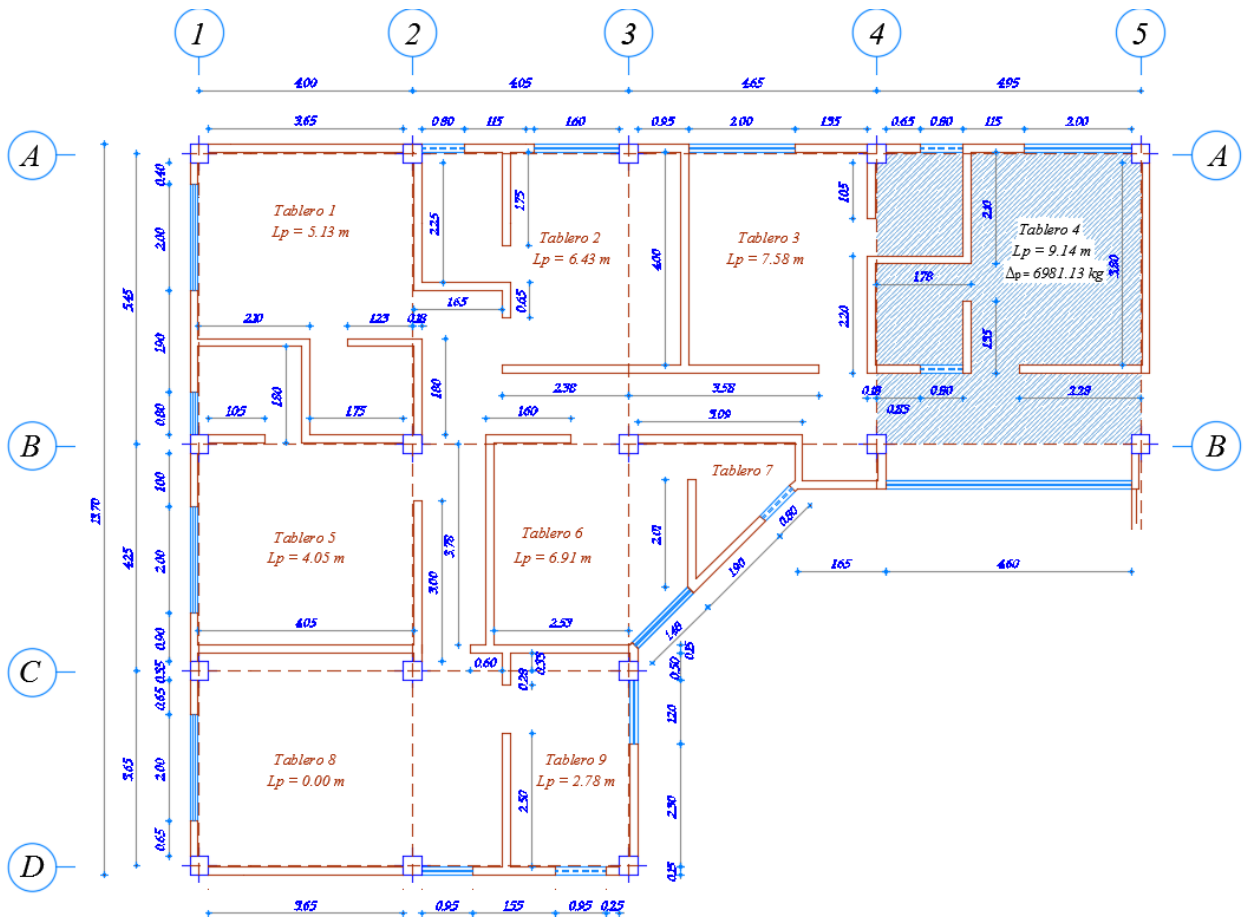 1 2 3 4 5
4.00 4.05 4.65 4.95
3.65 0.80 1.15 1.60 0.95 2.00 1.35 0.65 0.80 1.15 2.00
A A
0.40
1.75
1.05
2.10
Tablero 1
Lp = 5.13 m
2.00
2.25
Tablero 2
Lp = 6.43 m
4.00
Tablero 3
Lp = 7.58 m
Tablero 4
Lp = 9.14 m
Δp = 6981.13 kg
3.80
1.78
5.45
1.65
0.65
2.20
2.10 1.23 0.18
1.90
1.35
1.80
1.80
2.38 3.58
0.18 0.80
2.28
0.80
1.05 1.75
1.60 3.09
B B
13.70
1.00
Tablero 7
4.25
2.00
Tablero 5
Lp = 4.05 m
3.00
3.78
Tablero 6
Lp = 6.91 m
0.80
1.90
1.65 4.60
0.90
4.05
2.53
1.48
0.15
C
0.35
0.60
0.28
0.33
0.50
0.65
1.20
3.65
2.00
Tablero 8
Lp = 0.00 m
2.50
Tablero 9
Lp = 2.78 m
2.30
0.65
D
0.15
3.65 0.95 1.55 0.95 0.25